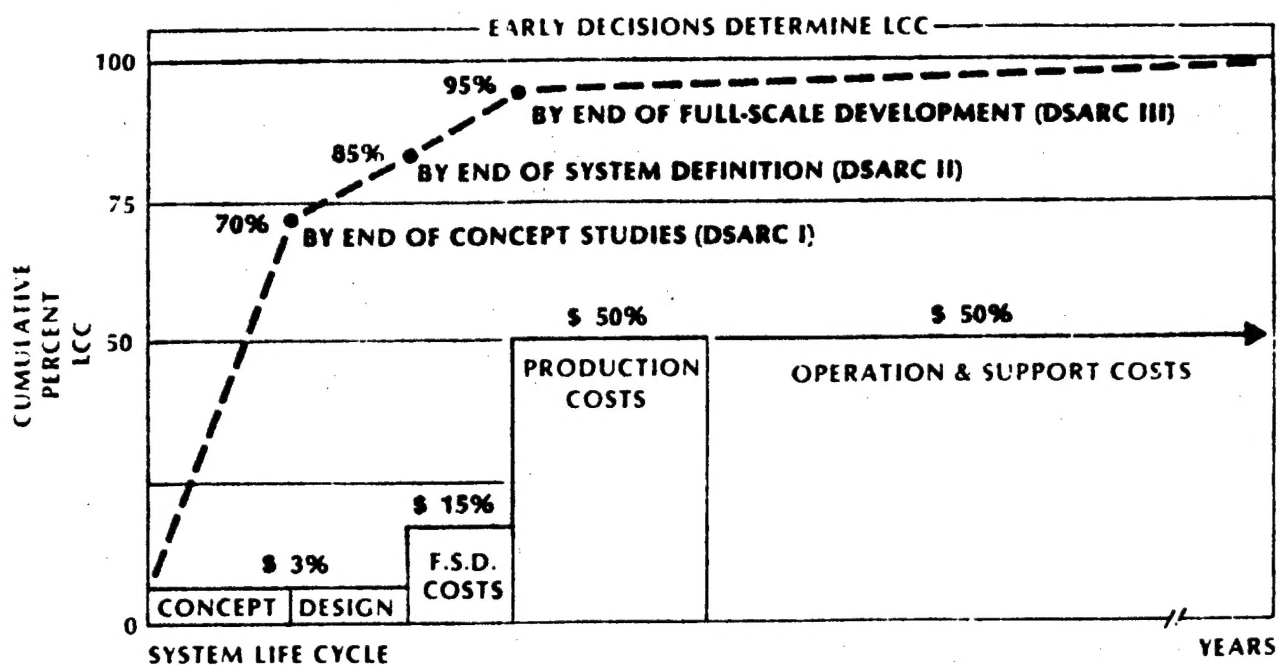 EARLY DECISIONS DETERMINE LCC
100
95%
BY END OF FULL-SCALE DEVELOPMENT (DSARC III)
85%
BY END OF SYSTEM DEFINITION (DSARC II)
75
70%
BY END OF CONCEPT STUDIES (DSARC I)
CUMULATIVE
PERCENT
LCC
50
$ 50%
$ 50%
PRODUCTION
COSTS
OPERATION & SUPPORT COSTS
$ 15%
$ 3%
F.S.D.
COSTS
CONCEPT
DESIGN
0
SYSTEM LIFE CYCLE
YEARS